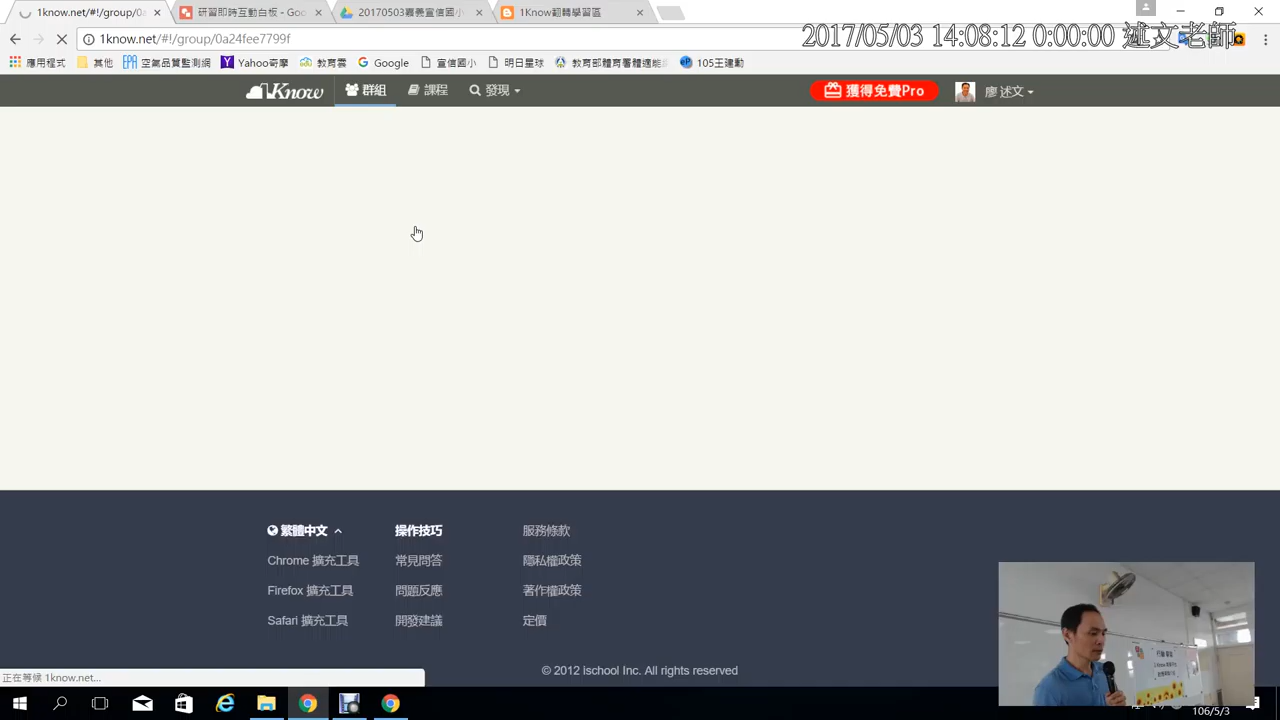 1know.net/#!/group/0a
研習即時互動白板 - Goo
20170503嘉義宣信國小
1Know翻轉學習區
1know.net/#!/group/0a24fee7799f
2017/05/03 14:08:12 0:00:00 述文老師
應用程式 其他 空氣品質監測網 Yahoo奇摩 教育雲 Google 宣信國小 明日星球 教育部體育署體適能 105王建動
1Know 群組 課程 發現 獲得免費Pro 廖 述文
繁體中文 操作技巧 服務條款
Chrome 擴充工具 常見問答 隱私權政策
Firefox 擴充工具 問題反應 著作權政策
Safari 擴充工具 開發建議 定價
© 2012 ischool Inc. All rights reserved
正在等候 1know.net...
106/5/3